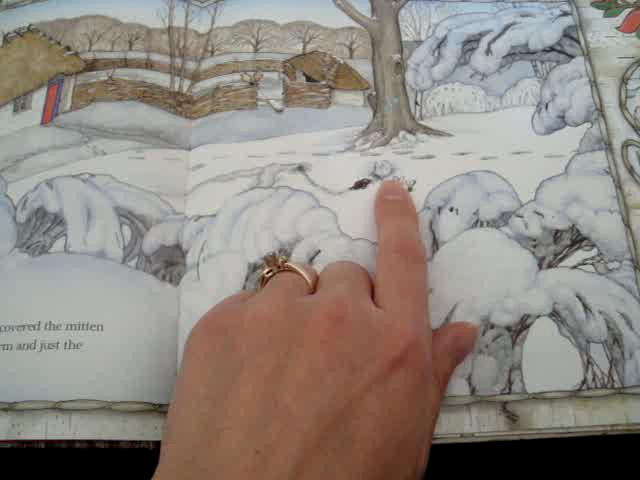 covered the mitten
rm and just the